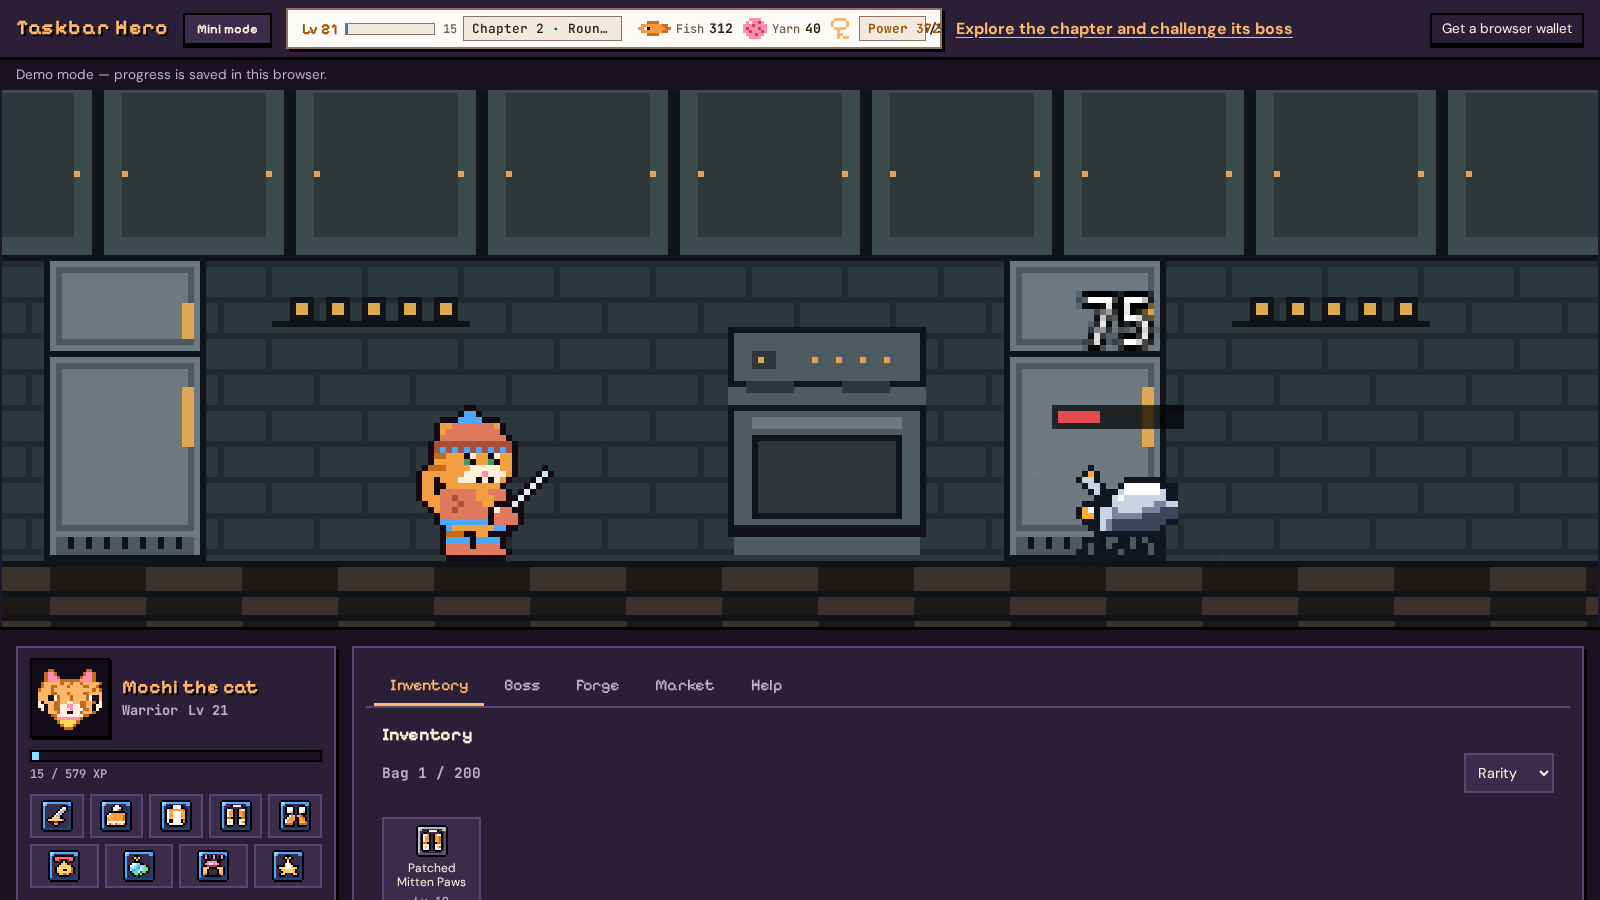 Taskbar Hero
Mini mode
Lv 21
15
Chapter 2 · Roun…
Fish 312
Yarn 40
Power
Explore the chapter and challenge its boss
Get a browser wallet
Demo mode — progress is saved in this browser.
75
Mochi the cat
Warrior Lv 21
15 / 579 XP
Inventory
Boss
Forge
Market
Help
Inventory
Bag 1 / 200
Rarity
Patched
Mitten Paws